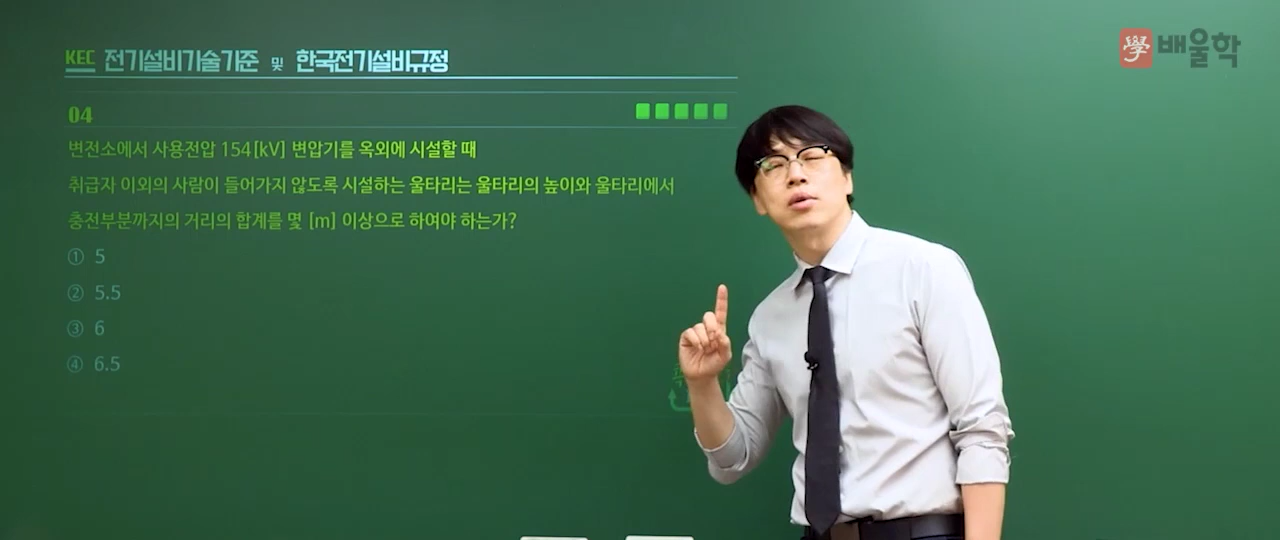 KEC 전기설비기술기준 및 한국전기설비규정
學 배울학
04
변전소에서 사용전압 154[kV] 변압기를 옥외에 시설할 때
취급자 이외의 사람이 들어가지 않도록 시설하는 울타리는 울타리의 높이와 울타리에서
충전부분까지의 거리의 합계를 몇 [m] 이상으로 하여야 하는가?
① 5
② 5.5
③ 6
④ 6.5